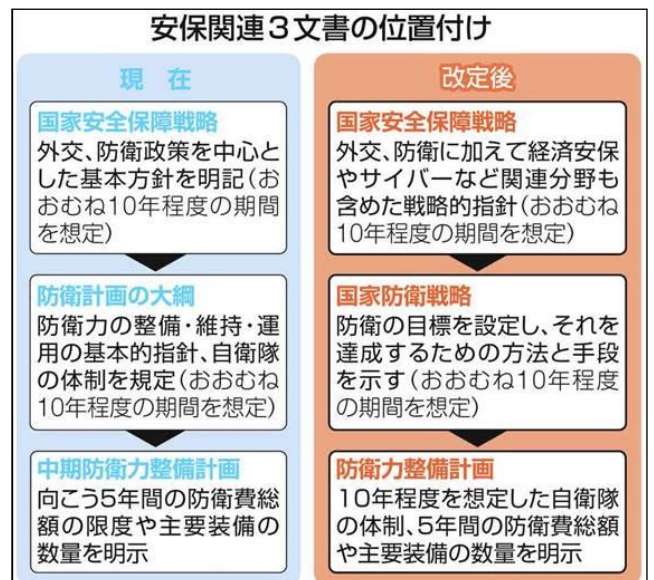 安保関連3文書の位置付け
現在
国家安全保障戦略
外交、防衛政策を中心と
した基本方針を明記(お
おむね10年程度の期間
を想定)
防衛計画の大綱
防衛力の整備・維持・運
用の基本的指針、自衛隊
の体制を規定(おおむね
10年程度の期間を想定)
中期防衛力整備計画
向こう5年間の防衛費総
額の限度や主要装備の
数量を明示
改定後
国家安全保障戦略
外交、防衛に加えて経済安保
やサイバーなど関連分野も
含めた戦略的指針(おおむね
10年程度の期間を想定)
国家防衛戦略
防衛の目標を設定し、それを
達成するための方法と手段
を示す(おおむね10年程度
の期間を想定)
防衛力整備計画
10年程度を想定した自衛隊
の体制、5年間の防衛費総額
や主要装備の数量を明示